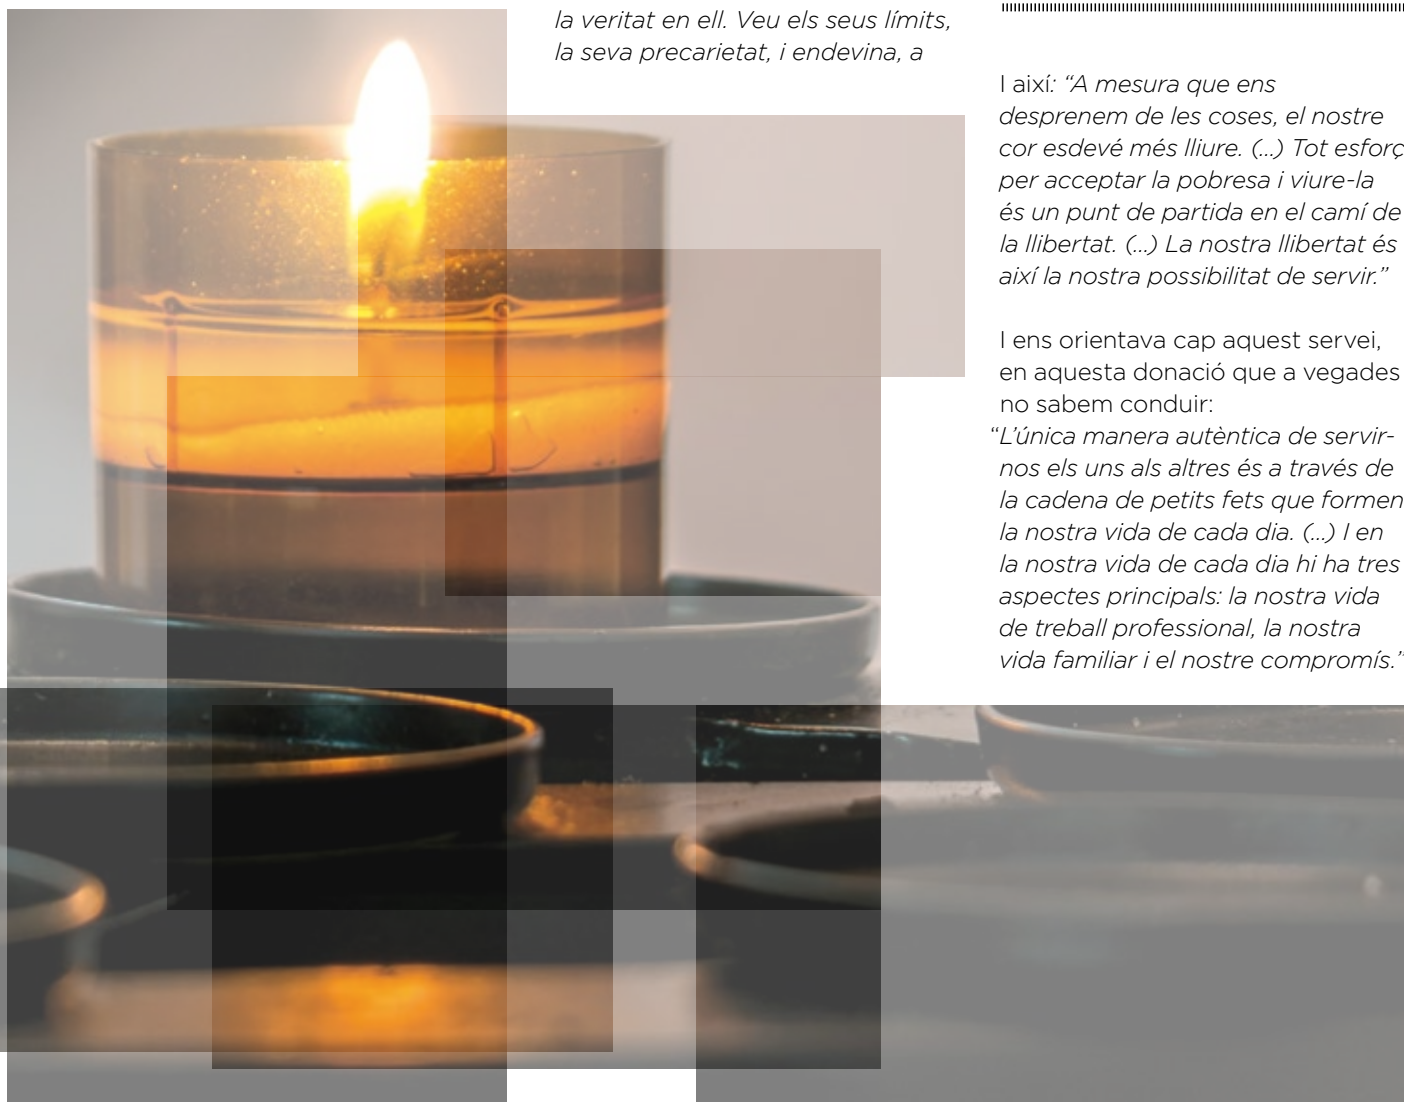 la veritat en ell. Veu els seus límits,
la seva precarietat, i endevina, a
I així: “A mesura que ens
desprenem de les coses, el nostre
cor esdevé més lliure. (...) Tot esforç
per acceptar la pobresa i viure-la
és un punt de partida en el camí de
la llibertat. (...) La nostra llibertat és
així la nostra possibilitat de servir.”
I ens orientava cap aquest servei,
en aquesta donació que a vegades
no sabem conduir:
“L’única manera autèntica de servir-
nos els uns als altres és a través de
la cadena de petits fets que formen
la nostra vida de cada dia. (...) I en
la nostra vida de cada dia hi ha tres
aspectes principals: la nostra vida
de treball professional, la nostra
vida familiar i el nostre compromís.”